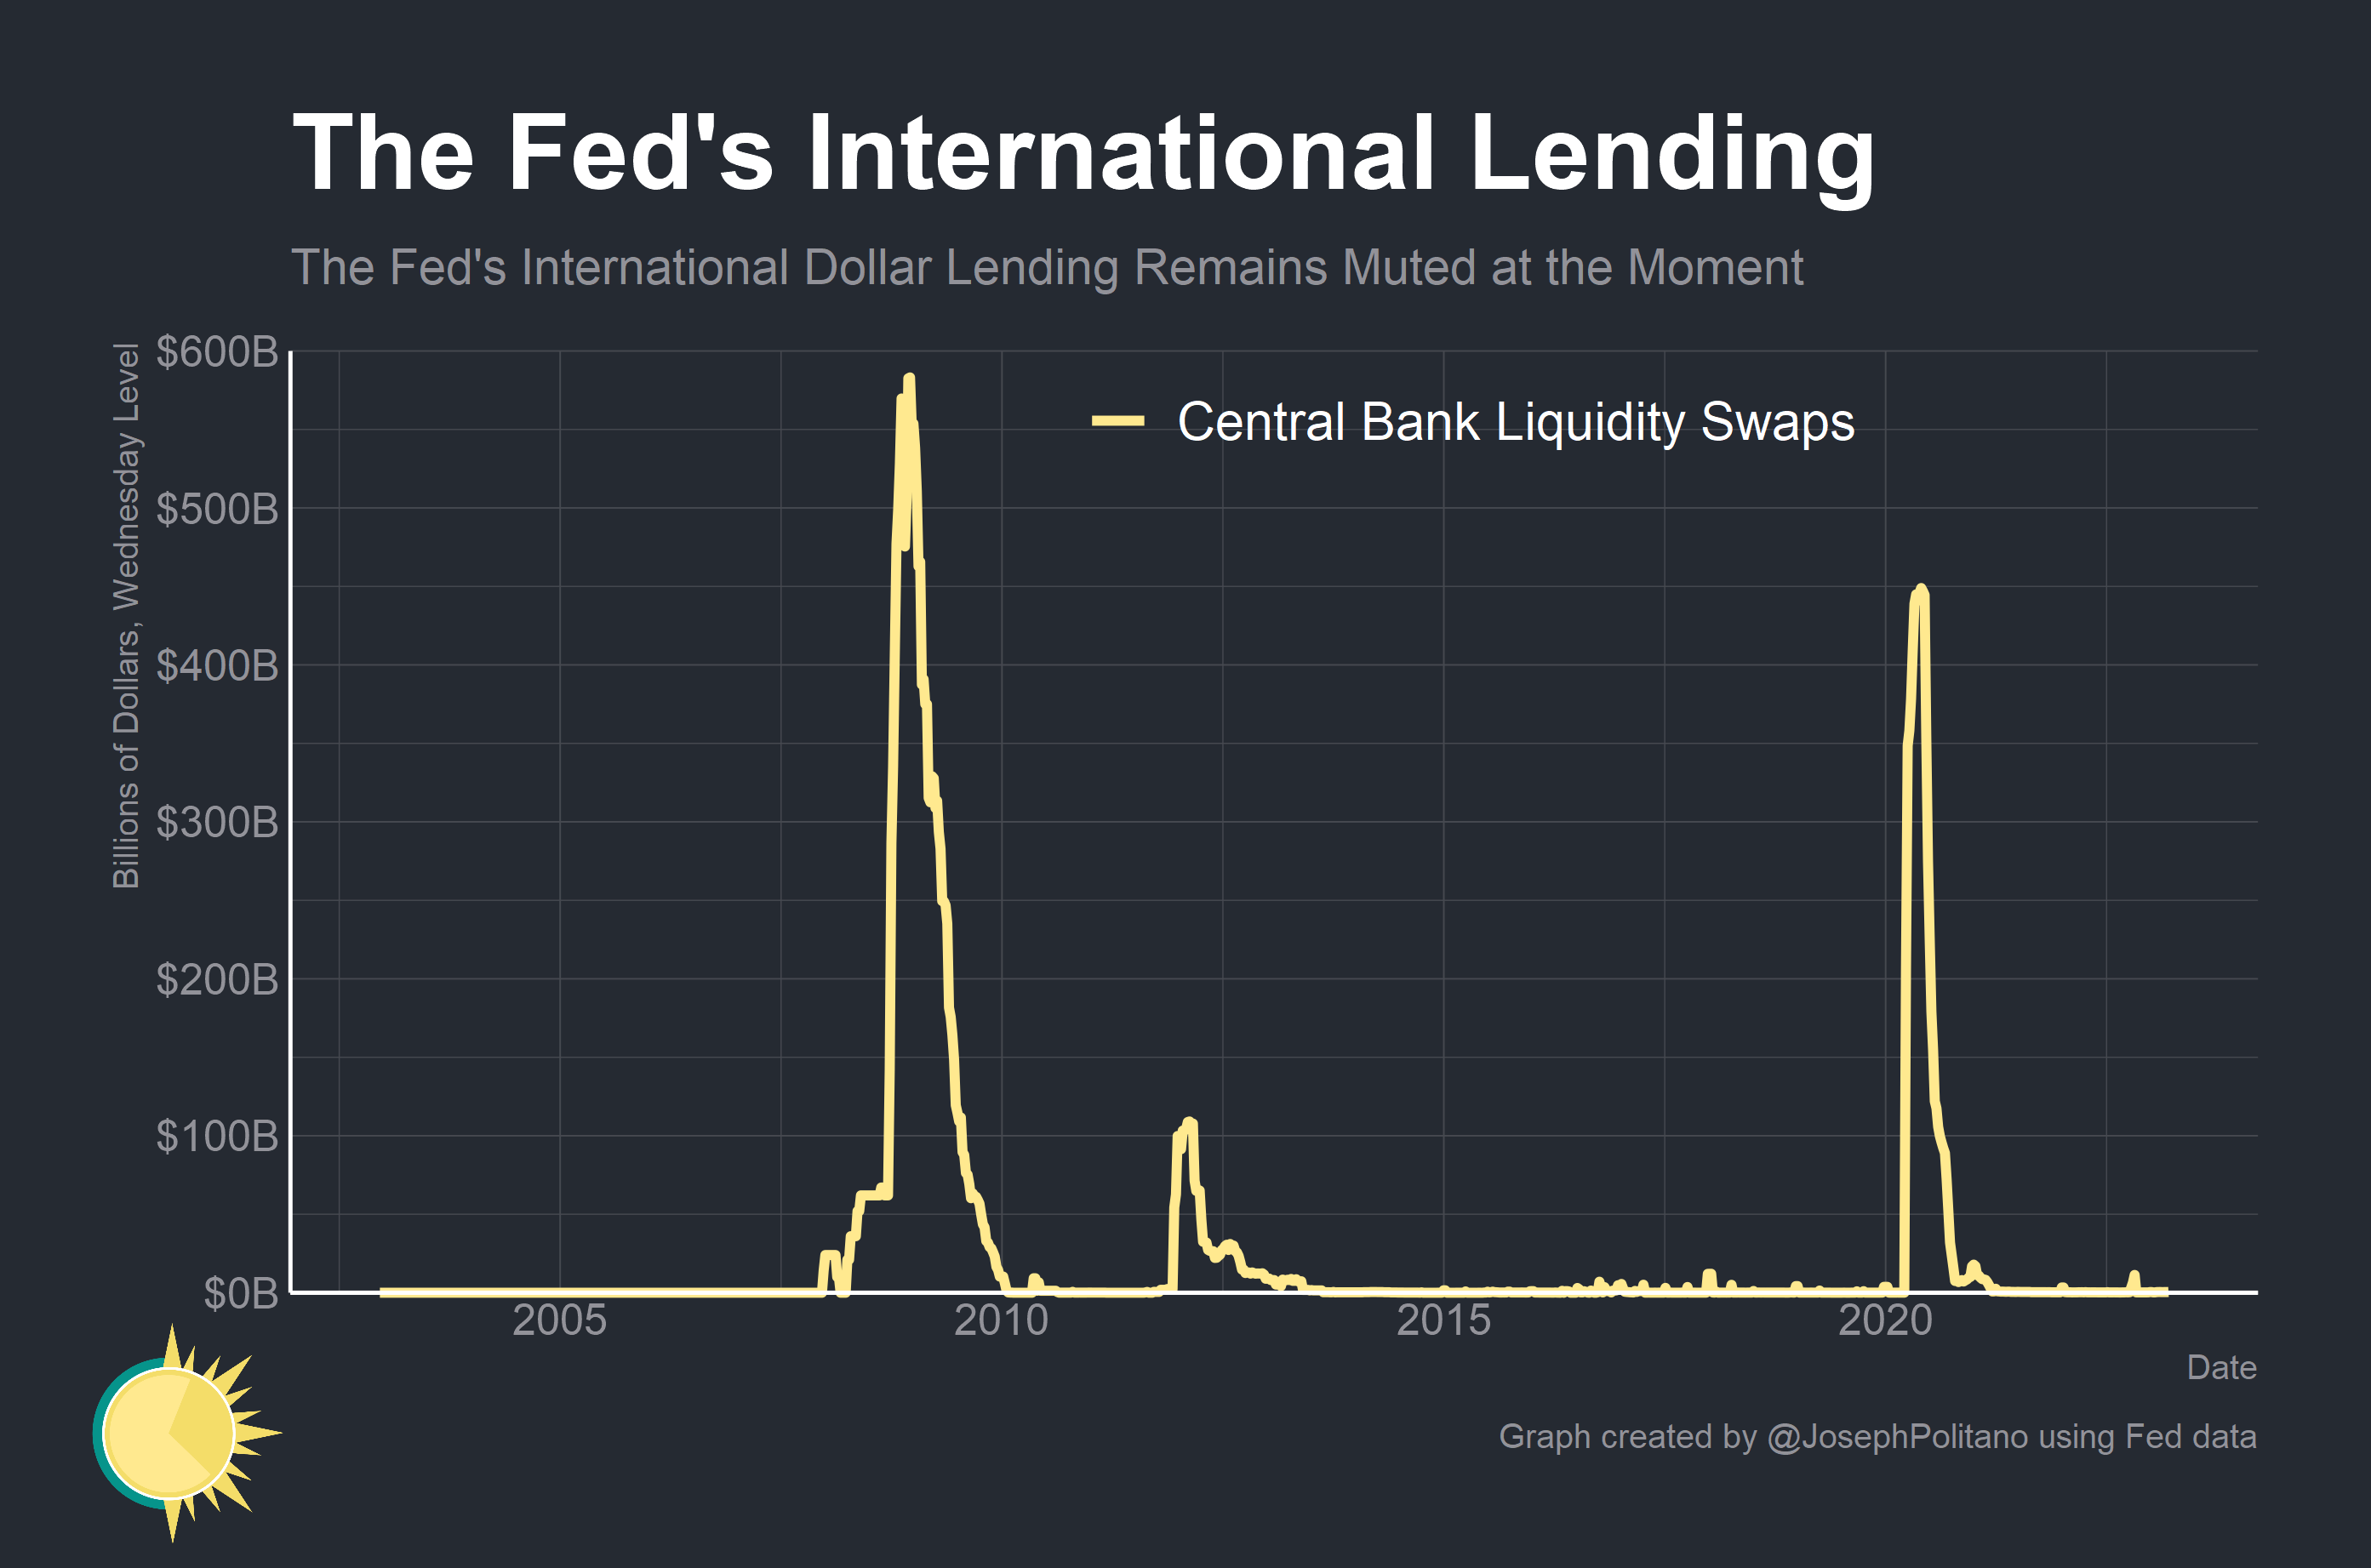 The Fed's International Lending
The Fed's International Dollar Lending Remains Muted at the Moment
Billions of Dollars, Wednesday Level
$600B
$500B
$400B
$300B
$200B
$100B
$0B
Central Bank Liquidity Swaps
2005
2010
2015
2020
Date
Graph created by @JosephPolitano using Fed data